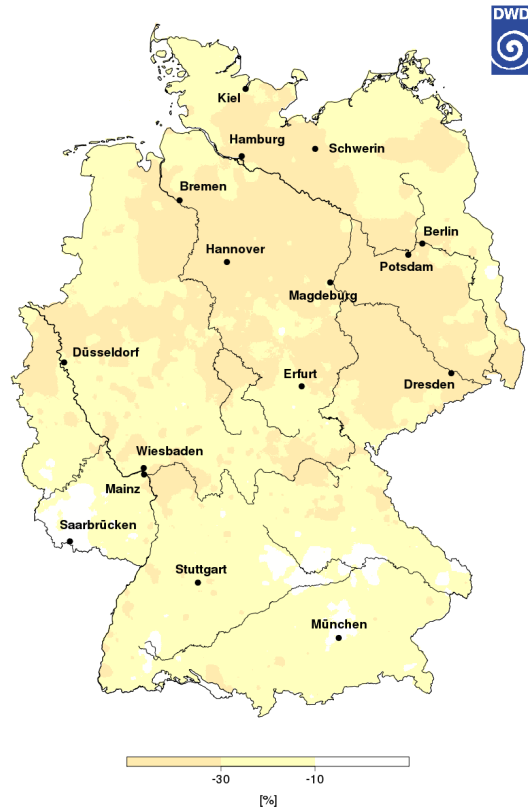 DWD
Kiel
Hamburg
Schwerin
Bremen
Berlin
Hannover
Potsdam
Magdeburg
Düsseldorf
Erfurt
Dresden
Wiesbaden
Mainz
Saarbrücken
Stuttgart
München
-30 -10
[%]